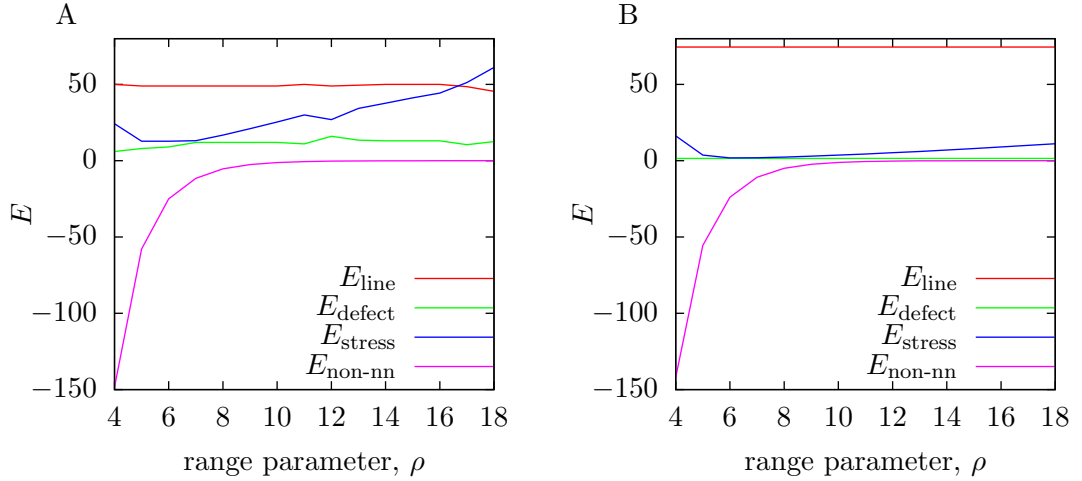 A
E
50
0
−50
−100
−150
E_line
E_defect
E_stress
E_non-nn
4 6 8 10 12 14 16 18
range parameter, ρ
B
E
50
0
−50
−100
−150
E_line
E_defect
E_stress
E_non-nn
4 6 8 10 12 14 16 18
range parameter, ρ